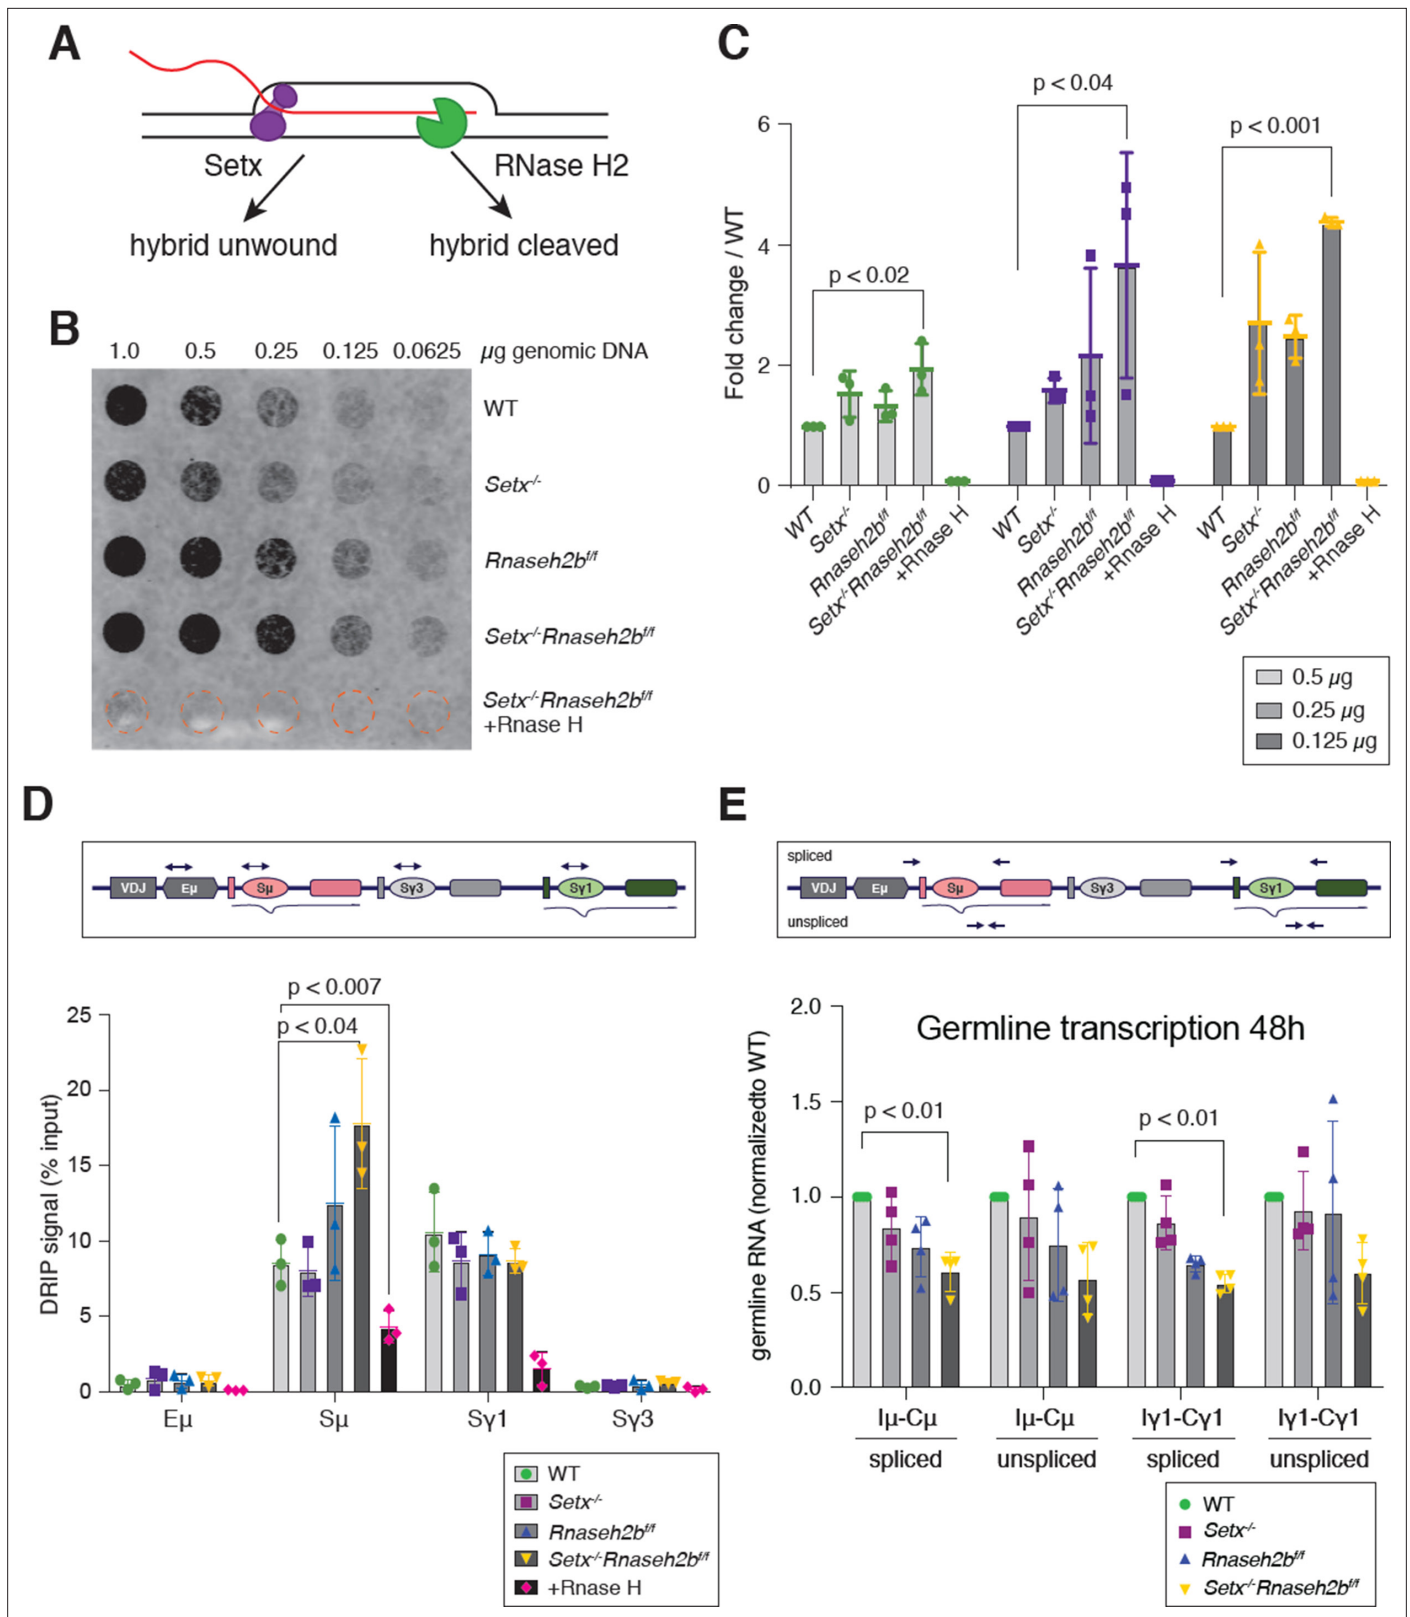 A
Setx
RNase H2
hybrid unwound
hybrid cleaved
B
1.0 0.5 0.25 0.125 0.0625 µg genomic DNA
WT
Setx-/-
Rnaseh2bf/f
Setx-/-Rnaseh2bf/f
Setx-/-Rnaseh2bf/f
+Rnase H
C
Fold change / WT
6
4
2
0
p < 0.02
p < 0.04
p < 0.001
WT
Setx-/-
Rnaseh2bf/f
Setx-/-Rnaseh2bf/f
+Rnase H
WT
Setx-/-
Rnaseh2bf/f
Setx-/-Rnaseh2bf/f
+Rnase H
WT
Setx-/-
Rnaseh2bf/f
Setx-/-Rnaseh2bf/f
+Rnase H
0.5 µg
0.25 µg
0.125 µg
D
VDJ Eµ Sµ Sγ3 Sγ1
DRIP signal (% input)
25
20
15
10
5
0
p < 0.007
p < 0.04
Eµ Sµ Sγ1 Sγ3
WT
Setx-/-
Rnaseh2bf/f
Setx-/-Rnaseh2bf/f
+Rnase H
E
spliced
VDJ Eµ Sµ Sγ3 Sγ1
unspliced
Germline transcription 48h
germline RNA (normalizedto WT)
2.0
1.5
1.0
0.5
0.0
p < 0.01
p < 0.01
Iµ-Cµ Iµ-Cµ Iγ1-Cγ1 Iγ1-Cγ1
spliced unspliced spliced unspliced
WT
Setx-/-
Rnaseh2bf/f
Setx-/-Rnaseh2bf/f